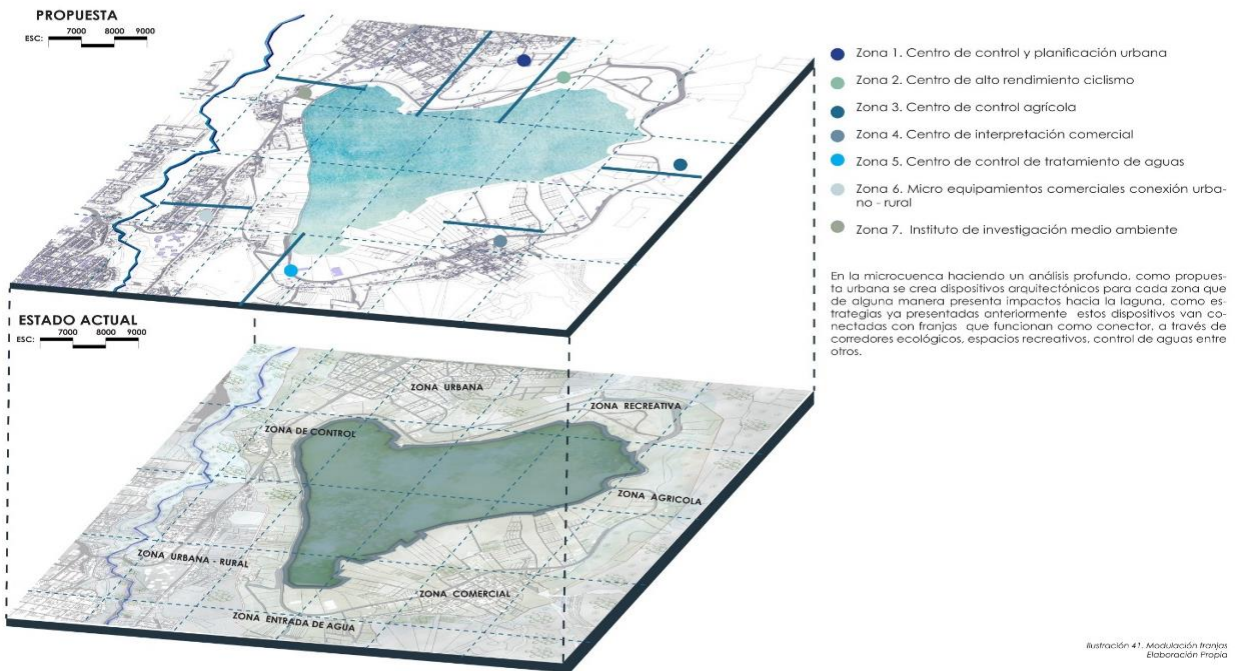 PROPUESTA
ESC:
7000 8000 9000
Zona 1. Centro de control y planificación urbana
Zona 2. Centro de alto rendimiento ciclismo
Zona 3. Centro de control agrícola
Zona 4. Centro de interpretación comercial
Zona 5. Centro de control de tratamiento de aguas
Zona 6. Micro equipamientos comerciales conexión urba-
no - rural
Zona 7. Instituto de investigación medio ambiente
En la microcuenca haciendo un análisis profundo, como propues-
ta urbana se crea dispositivos arquitectónicos para cada zona que
de alguna manera presenta impactos hacia la laguna, como es-
trategias ya presentadas anteriormente estos dispositivos van co-
nectadas con franjas que funcionan como conector, a través de
corredores ecológicos, espacios recreativos, control de aguas entre
otros.
ESTADO ACTUAL
ESC:
7000 8000 9000
ZONA URBANA
ZONA RECREATIVA
ZONA DE CONTROL
ZONA AGRICOLA
ZONA URBANA - RURAL
ZONA COMERCIAL
ZONA ENTRADA DE AGUA
Ilustración 41. Modulación franjas
Elaboración Propia